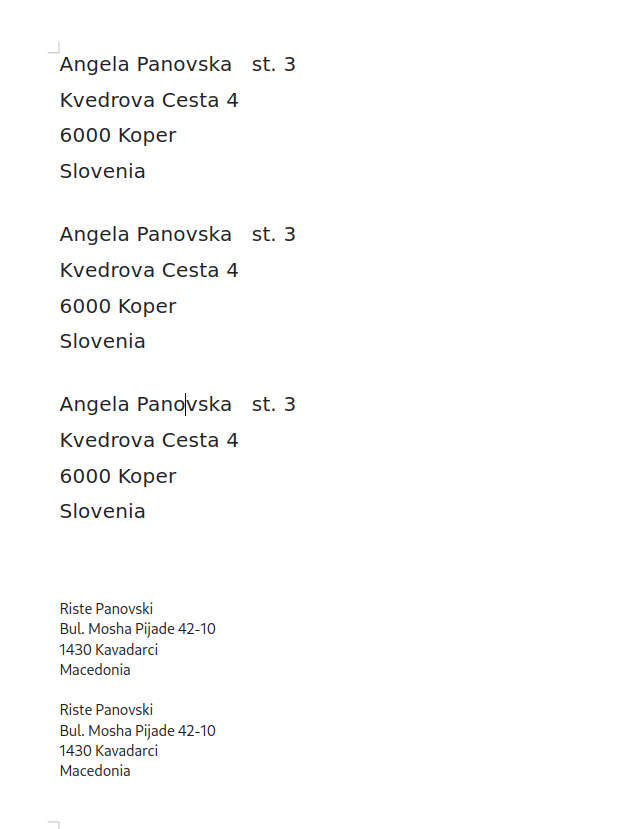 Angela Panovska   st. 3
Kvedrova Cesta 4
6000 Koper
Slovenia
Angela Panovska   st. 3
Kvedrova Cesta 4
6000 Koper
Slovenia
Angela Panovska   st. 3
Kvedrova Cesta 4
6000 Koper
Slovenia
Riste Panovski
Bul. Mosha Pijade 42-10
1430 Kavadarci
Macedonia
Riste Panovski
Bul. Mosha Pijade 42-10
1430 Kavadarci
Macedonia